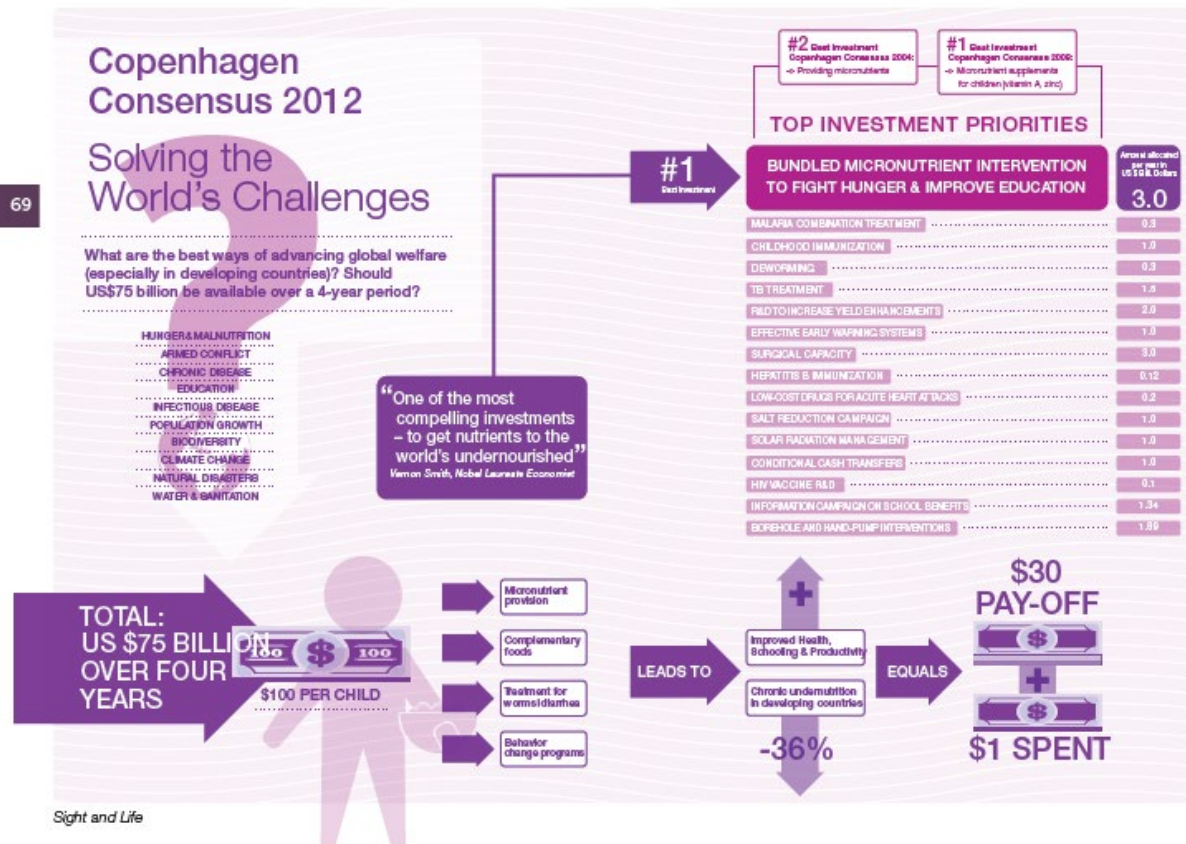 Copenhagen
Consensus 2012
Solving the
World's Challenges
69
What are the best ways of advancing global welfare
(especially in developing countries)? Should
US$75 billion be available over a 4-year period?
HUNGER & MALNUTRITION
ARMED CONFLICT
CHRONIC DISEASE
EDUCATION
INFECTIOUS DISEASE
POPULATION GROWTH
BIODIVERSITY
CLIMATE CHANGE
NATURAL DISASTERS
WATER & SANITATION
“One of the most
compelling investments
– to get nutrients to the
world's undernourished”
Vernon Smith, Nobel Laureate Economist
#2 Best Investment
Copenhagen Consensus 2004:
-> Providing micronutrients
#1 Best Investment
Copenhagen Consensus 2008:
-> Micronutrient supplements
for children (vitamin A, zinc)
TOP INVESTMENT PRIORITIES
#1
Best Investment
BUNDLED MICRONUTRIENT INTERVENTION
TO FIGHT HUNGER & IMPROVE EDUCATION
Amount allocated
per year in
US $ Bill. Dollars
3.0
MALARIA COMBINATION TREATMENT 0.3
CHILDHOOD IMMUNIZATION 1.0
DEWORMING 0.3
TB TREATMENT 1.5
R&D TO INCREASE YIELD ENHANCEMENTS 2.0
EFFECTIVE EARLY WARNING SYSTEMS 1.0
SURGICAL CAPACITY 3.0
HEPATITIS B IMMUNIZATION 0.12
LOW-COST DRUGS FOR ACUTE HEART ATTACKS 0.2
SALT REDUCTION CAMPAIGN 1.0
SOLAR RADIATION MANAGEMENT 1.0
CONDITIONAL CASH TRANSFERS 1.0
HIV VACCINE R&D 0.1
INFORMATION CAMPAIGN ON SCHOOL BENEFITS 1.34
BOREHOLE AND HAND-PUMP INTERVENTIONS 1.89
TOTAL:
US $75 BILLION
OVER FOUR
YEARS
100 $ 100
$100 PER CHILD
Micronutrient
provision
Complementary
foods
Treatment for
worms/diarrhea
Behavior
change programs
LEADS TO
+
Improved Health,
Schooling & Productivity
Chronic undernutrition
in developing countries
-36%
EQUALS
$30
PAY-OFF
$
+
$
$1 SPENT
Sight and Life